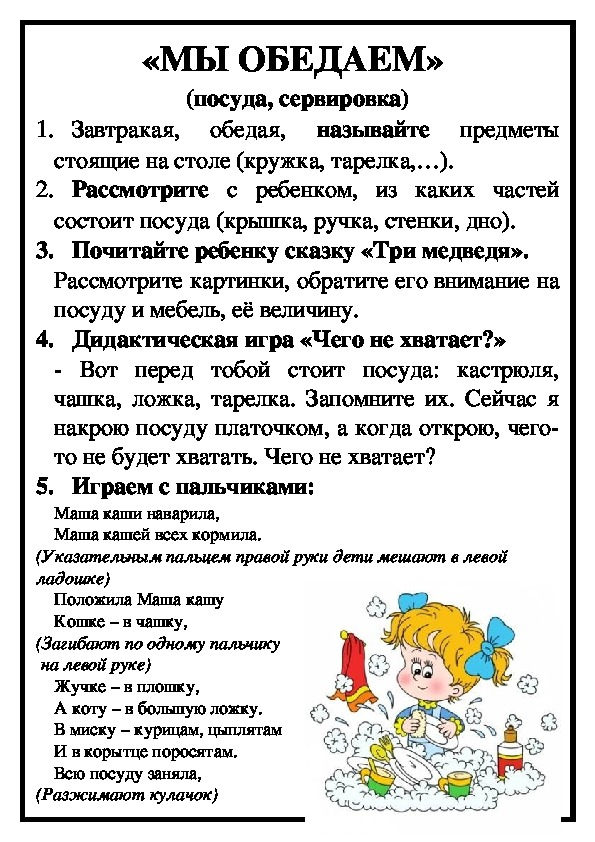 «МЫ ОБЕДАЕМ»
(посуда, сервировка)
1. Завтракая, обедая, называйте предметы
стоящие на столе (кружка, тарелка,…).
2. Рассмотрите с ребенком, из каких частей
состоит посуда (крышка, ручка, стенки, дно).
3. Почитайте ребенку сказку «Три медведя».
Рассмотрите картинки, обратите его внимание на
посуду и мебель, её величину.
4. Дидактическая игра «Чего не хватает?»
- Вот перед тобой стоит посуда: кастрюля,
чашка, ложка, тарелка. Запомните их. Сейчас я
накрою посуду платочком, а когда открою, чего-
то не будет хватать. Чего не хватает?
5. Играем с пальчиками:
Маша каши наварила,
Маша кашей всех кормила.
(Указательным пальцем правой руки дети мешают в левой
ладошке)
Положила Маша кашу
Кошке – в чашку,
(Загибают по одному пальчику
на левой руке)
Жучке – в плошку,
А коту – в большую ложку.
В миску – курицам, цыплятам
И в корытце поросятам.
Всю посуду заняла,
(Разжимают кулачок)